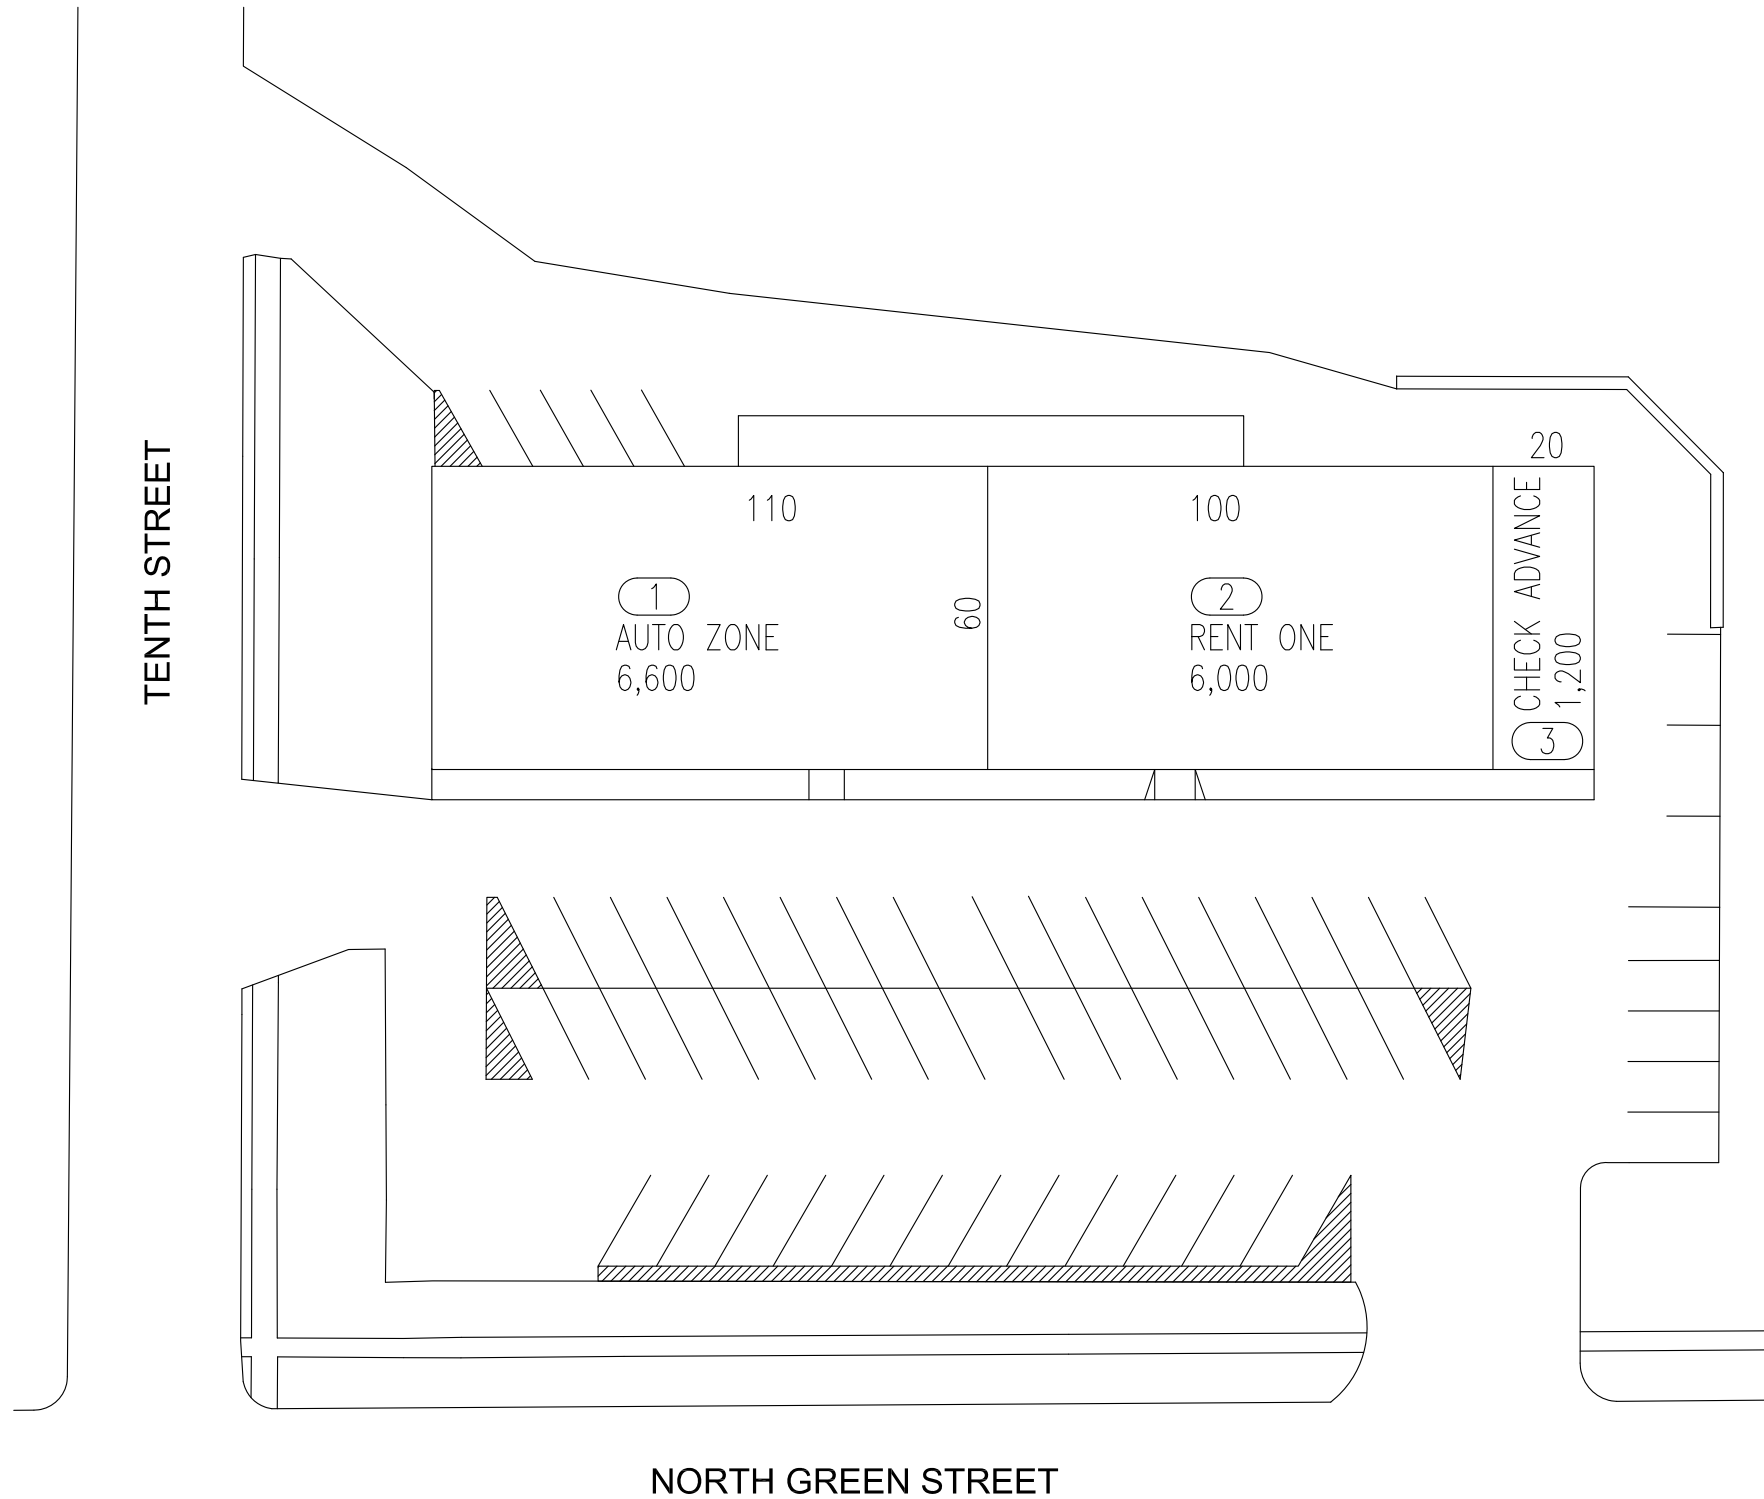 TENTH STREET
110
1
AUTO ZONE
6,600
60
100
2
RENT ONE
6,000
20
CHECK ADVANCE
1,200
3
NORTH GREEN STREET